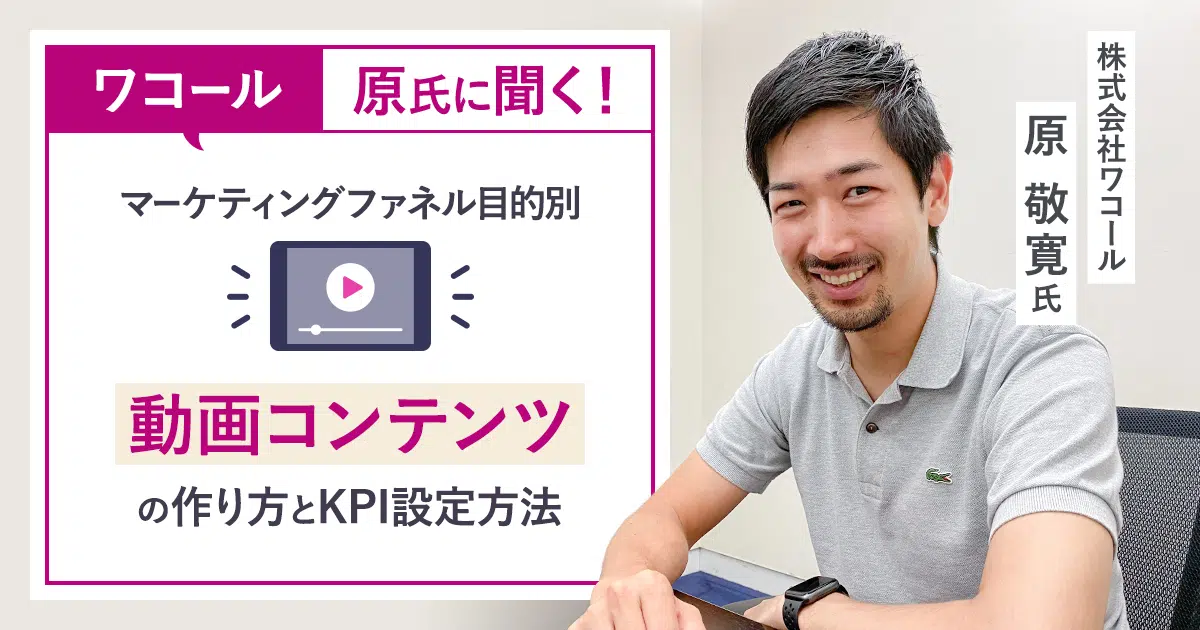 ワコール
原氏に聞く!
マーケティングファネル目的別
動画コンテンツ
の作り方とKPI設定方法
株式会社ワコール
原 敬寛氏